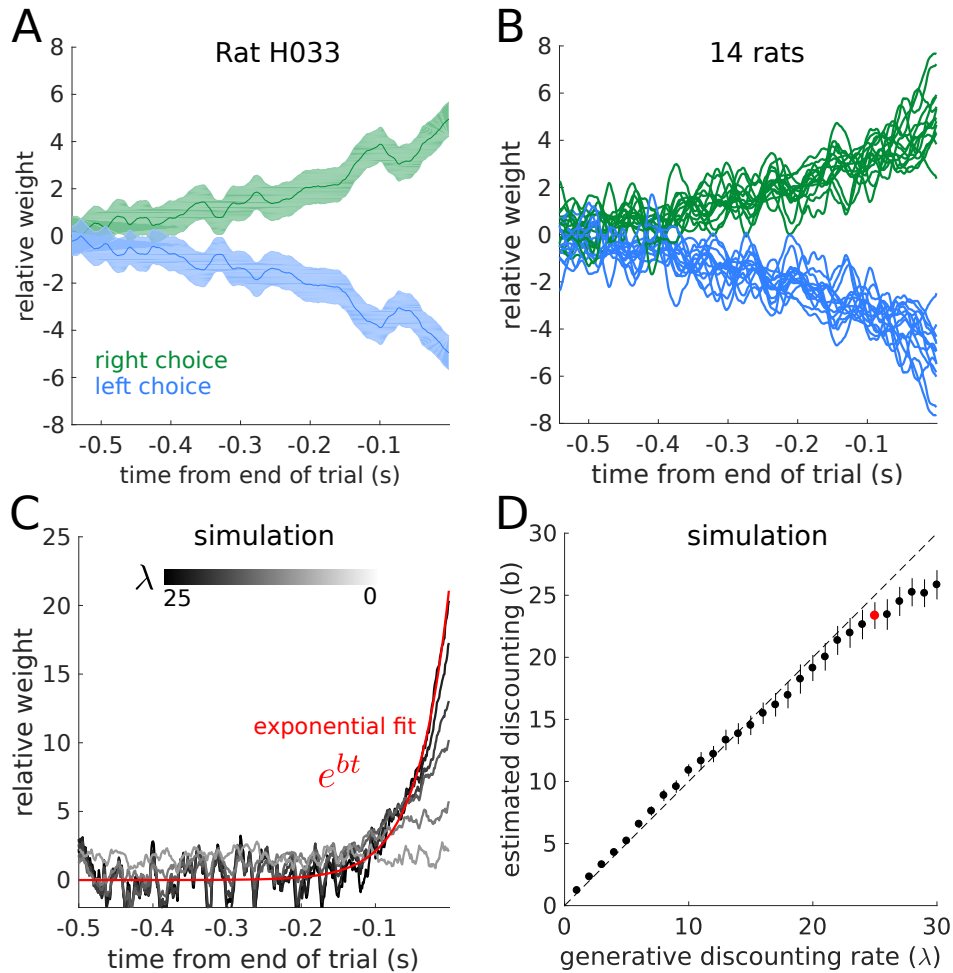 A
Rat H033
8
6
4
2
0
-2
-4
-6
-8
relative weight
right choice
left choice
-0.5
-0.4
-0.3
-0.2
-0.1
time from end of trial (s)
B
14 rats
8
6
4
2
0
-2
-4
-6
-8
relative weight
-0.5
-0.4
-0.3
-0.2
-0.1
time from end of trial (s)
C
simulation
λ
25
0
25
20
15
10
5
0
relative weight
exponential fit
e^{bt}
-0.5
-0.4
-0.3
-0.2
-0.1
time from end of trial (s)
D
simulation
30
25
20
15
10
5
0
estimated discounting (b)
0
10
20
30
generative discounting rate (λ)